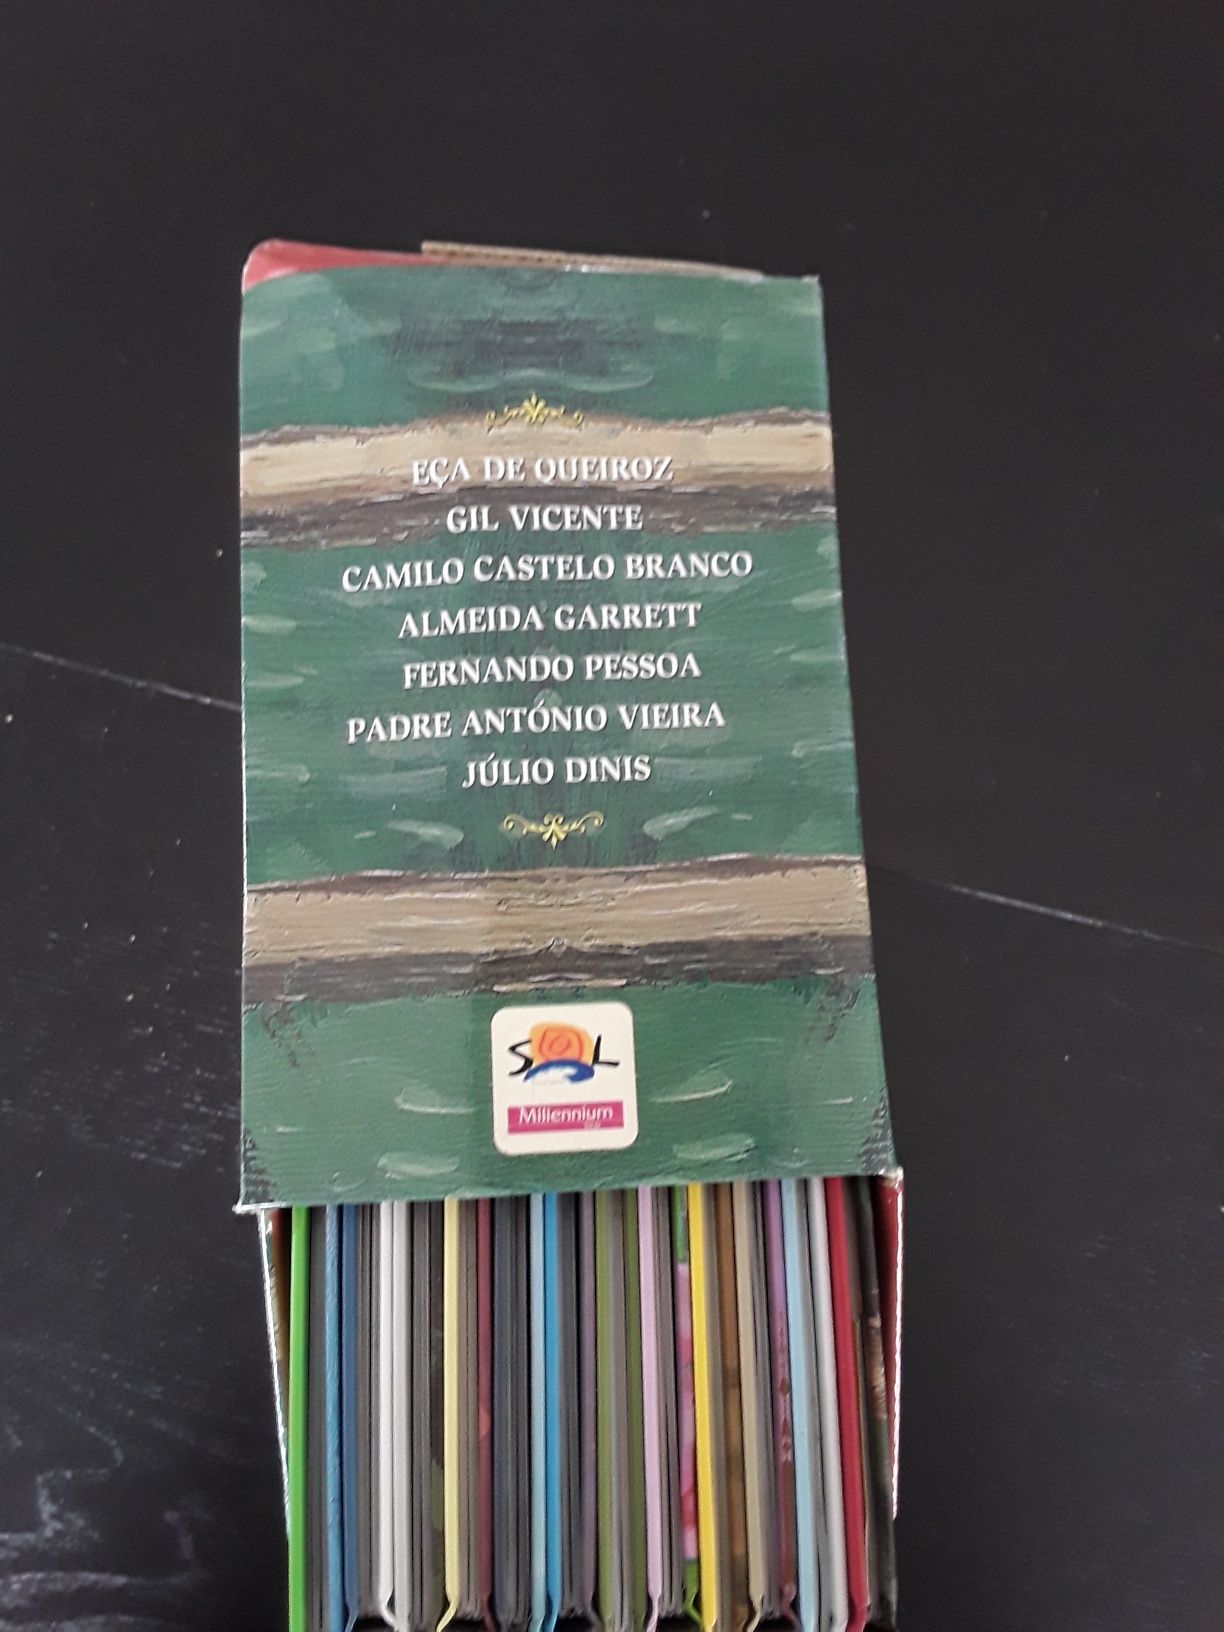 EÇA DE QUEIROZ
GIL VICENTE
CAMILO CASTELO BRANCO
ALMEIDA GARRETT
FERNANDO PESSOA
PADRE ANTÓNIO VIEIRA
JÚLIO DINIS
SOL
Millennium